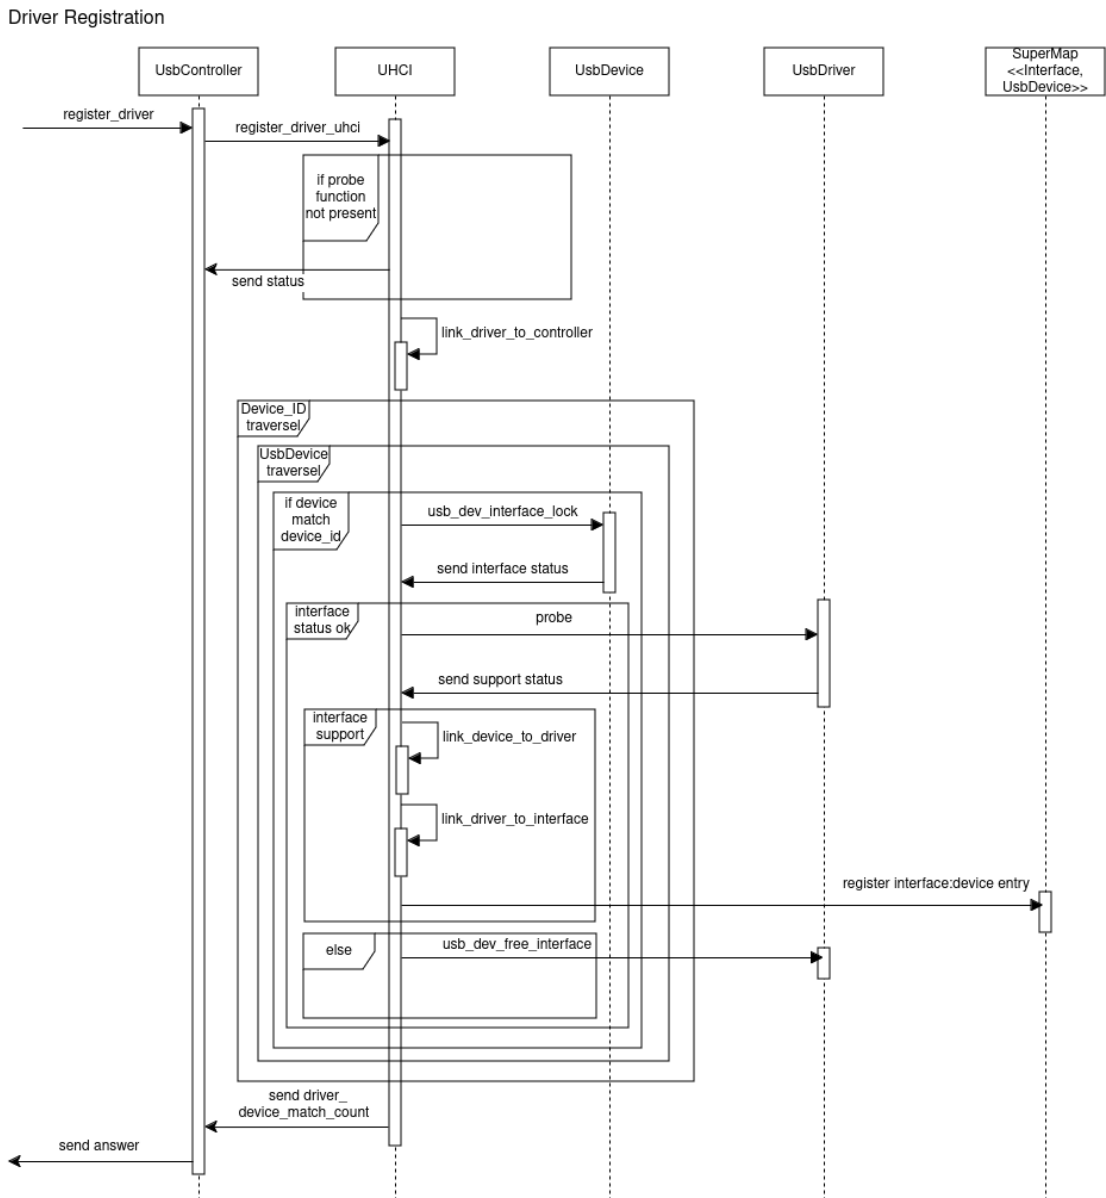 Driver Registration
UsbController
UHCI
UsbDevice
UsbDriver
SuperMap
<<Interface,
UsbDevice>>
register_driver
register_driver_uhci
if probe
function
not present
send status
link_driver_to_controller
Device_ID
traversel
UsbDevice
traversel
if device
match
device_id
usb_dev_interface_lock
send interface status
interface
status ok
probe
send support status
interface
support
link_device_to_driver
link_driver_to_interface
register interface:device entry
else
usb_dev_free_interface
send driver_
device_match_count
send answer